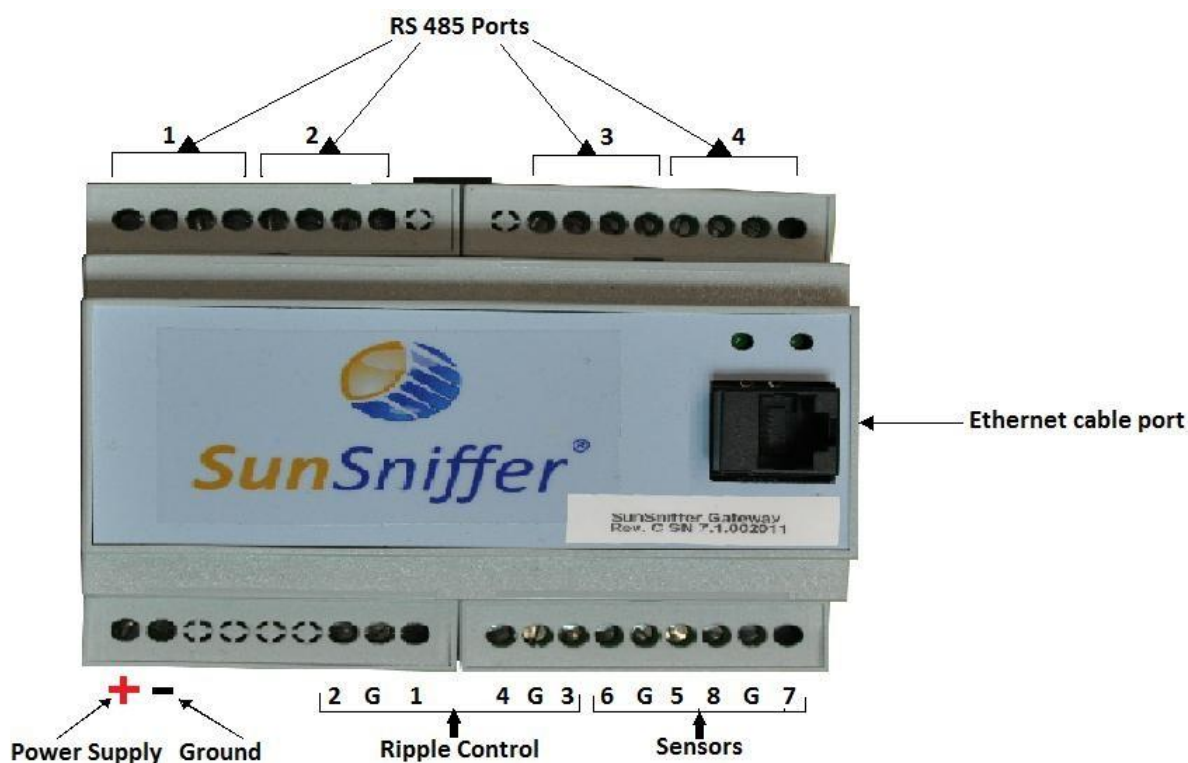 RS 485 Ports
1 2 3 4
Ethernet cable port
SunSniffer®
SunSniffer Gateway
Rev. C SN 7.1.002011
+ −
2 G 1 4 G 3 6 G 5 8 G 7
Power Supply Ground Ripple Control Sensors